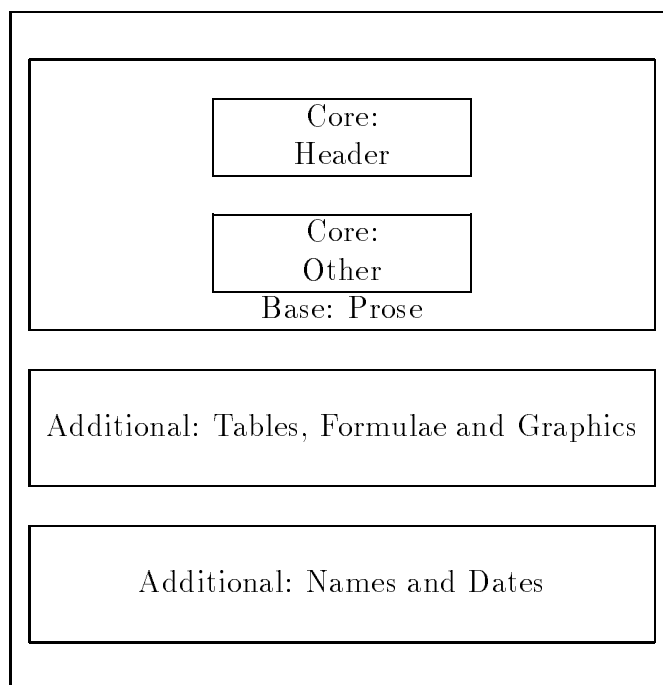 Core:
Header
Core:
Other
Base: Prose
Additional: Tables, Formulae and Graphics
Additional: Names and Dates